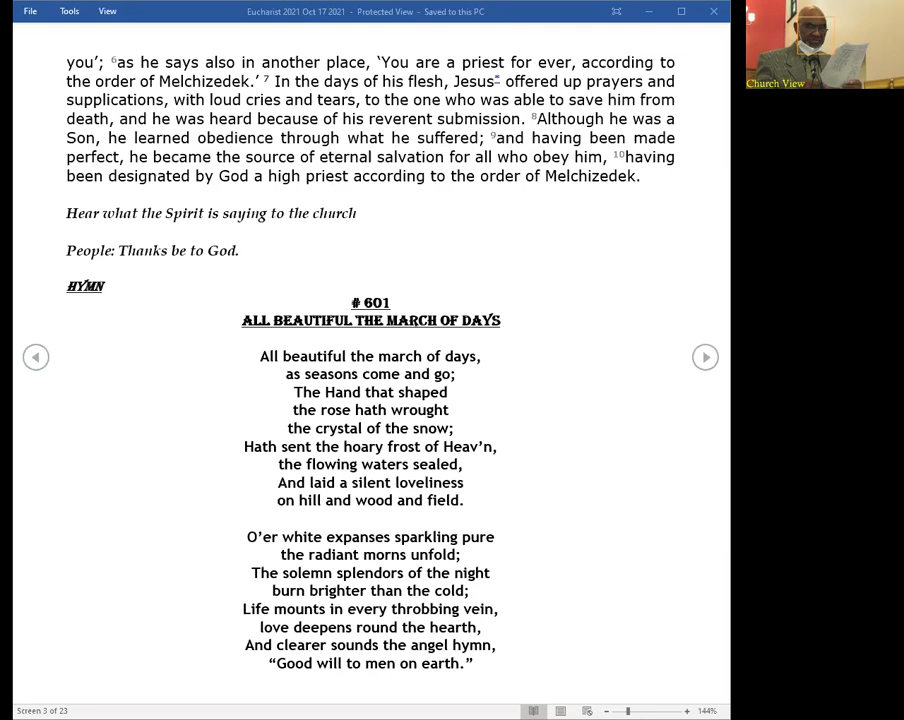 File Tools View Eucharist 2021 Oct 17 2021 - Protected View - Saved to this PC
you’; 6as he says also in another place, ‘You are a priest for ever, according to
the order of Melchizedek.’ 7 In the days of his flesh, Jesus* offered up prayers and
supplications, with loud cries and tears, to the one who was able to save him from
death, and he was heard because of his reverent submission. 8Although he was a
Son, he learned obedience through what he suffered; 9and having been made
perfect, he became the source of eternal salvation for all who obey him, 10having
been designated by God a high priest according to the order of Melchizedek.
Hear what the Spirit is saying to the church
People: Thanks be to God.
HYMN
# 601
ALL BEAUTIFUL THE MARCH OF DAYS
All beautiful the march of days,
as seasons come and go;
The Hand that shaped
the rose hath wrought
the crystal of the snow;
Hath sent the hoary frost of Heav’n,
the flowing waters sealed,
And laid a silent loveliness
on hill and wood and field.
O’er white expanses sparkling pure
the radiant morns unfold;
The solemn splendors of the night
burn brighter than the cold;
Life mounts in every throbbing vein,
love deepens round the hearth,
And clearer sounds the angel hymn,
“Good will to men on earth.”
Screen 3 of 23
144%
Church View